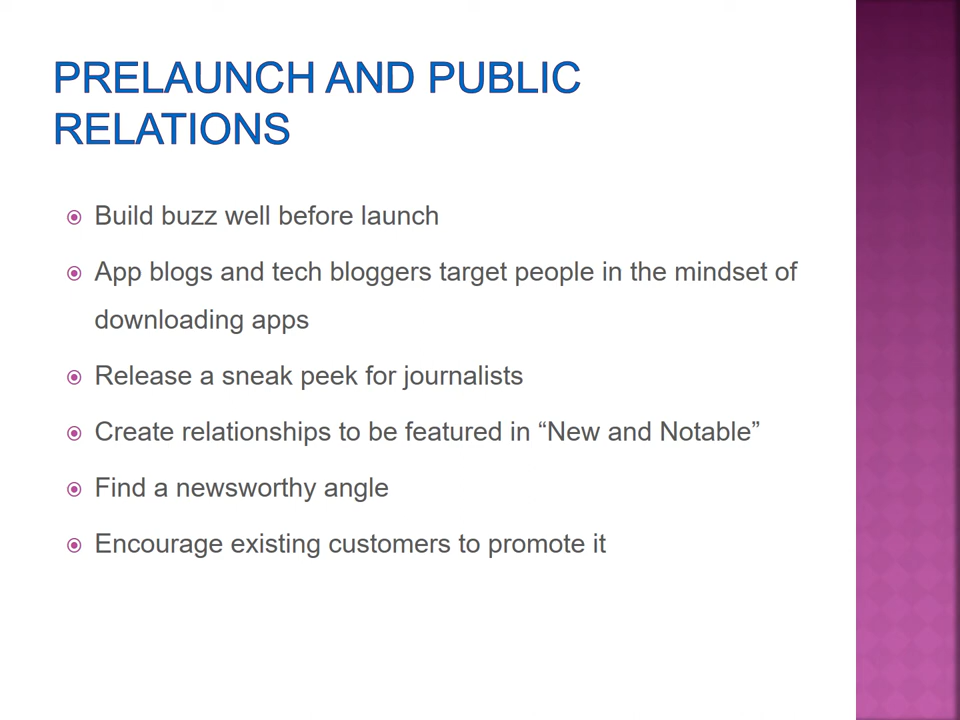 PRELAUNCH AND PUBLIC
RELATIONS
Build buzz well before launch
App blogs and tech bloggers target people in the mindset of
downloading apps
Release a sneak peek for journalists
Create relationships to be featured in “New and Notable”
Find a newsworthy angle
Encourage existing customers to promote it